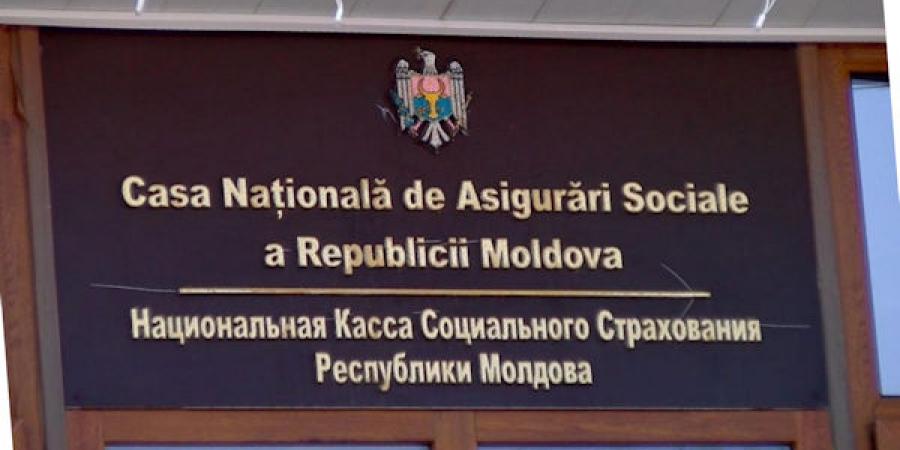 Casa Națională de Asigurări Sociale
a Republicii Moldova
Национальная Касса Социального Страхования
Республики Молдова